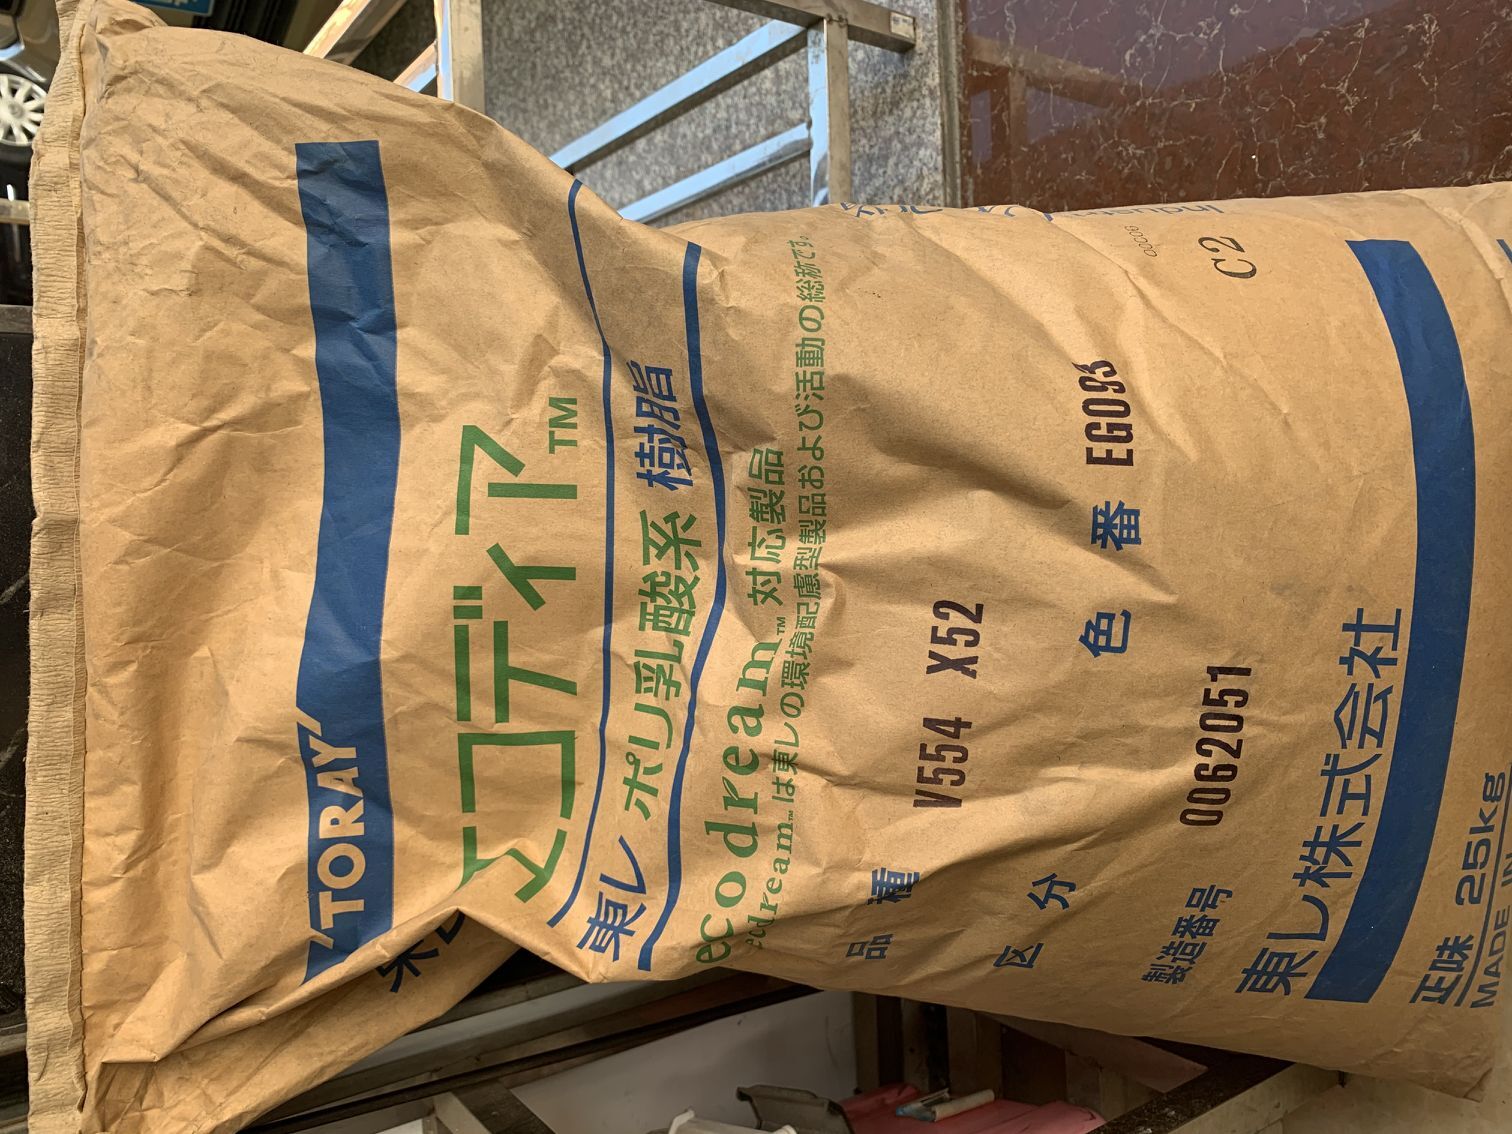 TORAY
エコディア™
東レ ポリ乳酸系 樹脂
ecodream™ 対応製品
ecodream™は東レの環境配慮型製品および活動の総称です。
品種 V554 X52
区分
色番 EG093
製造番号 0062051
C2
東レ株式会社
正味 25kg
MADE IN